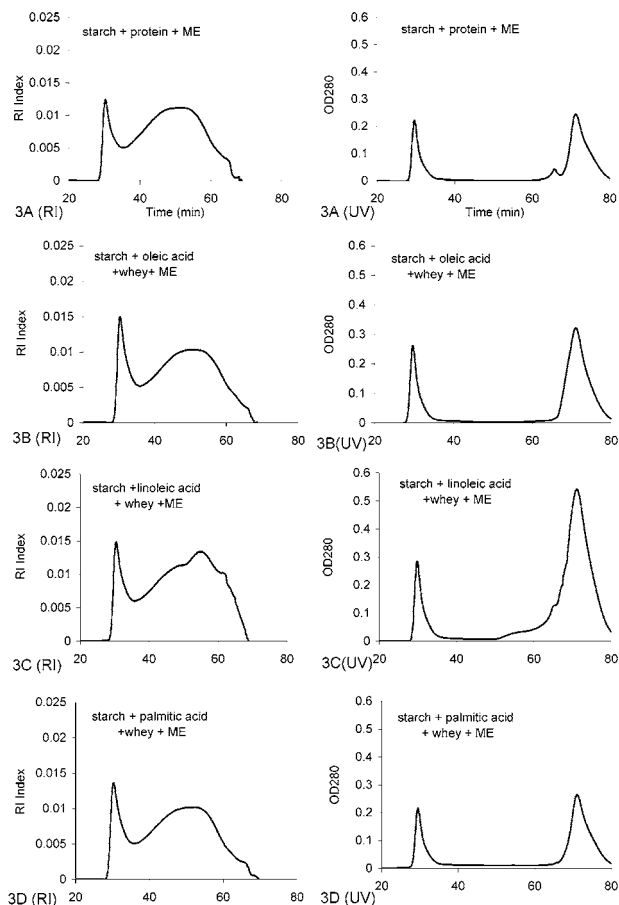 0.025
0.02
0.015
0.01
0.005
0
RI Index
starch + protein + ME
20 40 60 80
3A (RI) Time (min)
0.6
0.5
0.4
0.3
0.2
0.1
0
OD280
starch + protein + ME
20 40 60 80
3A (UV) Time (min)
0.025
0.02
0.015
0.01
0.005
0
RI Index
starch + oleic acid
+whey+ ME
3B (RI)
20 40 60 80
0.6
0.5
0.4
0.3
0.2
0.1
0
OD280
starch + oleic acid
+whey + ME
3B(UV)
20 40 60 80
0.025
0.02
0.015
0.01
0.005
0
RI Index
starch +linoleic acid
+ whey +ME
3C (RI)
20 40 60 80
0.6
0.5
0.4
0.3
0.2
0.1
0
OD280
starch + linoleic acid
+whey + ME
3C(UV)
20 40 60 80
0.025
0.02
0.015
0.01
0.005
0
RI Index
starch + palmitic acid
+whey + ME
3D (RI)
20 40 60 80
0.6
0.5
0.4
0.3
0.2
0.1
0
OD280
starch + palmitic acid
+ whey + ME
3D (UV)
20 40 60 80